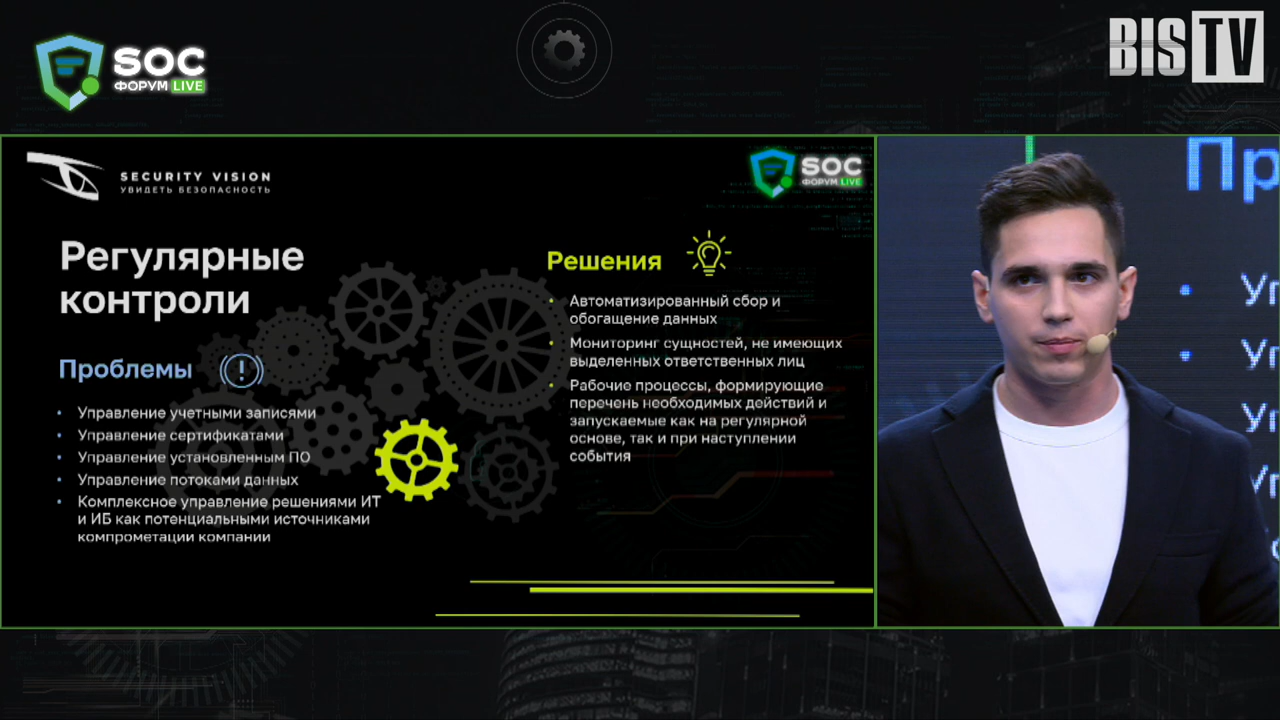 SOC
ФОРУМ LIVE
BIS TV
SECURITY VISION
УВИДЕТЬ БЕЗОПАСНОСТЬ
SOC
ФОРУМ LIVE
Регулярные
контроли
Проблемы
• Управление учетными записями
• Управление сертификатами
• Управление установленным ПО
• Управление потоками данных
• Комплексное управление решениями ИТ
и ИБ как потенциальными источниками
компрометации компании
Решения
• Автоматизированный сбор и
обогащение данных
• Мониторинг сущностей, не имеющих
выделенных ответственных лиц
• Рабочие процессы, формирующие
перечень необходимых действий и
запускаемые как на регулярной
основе, так и при наступлении
события
Пр
• Уп
• Уп